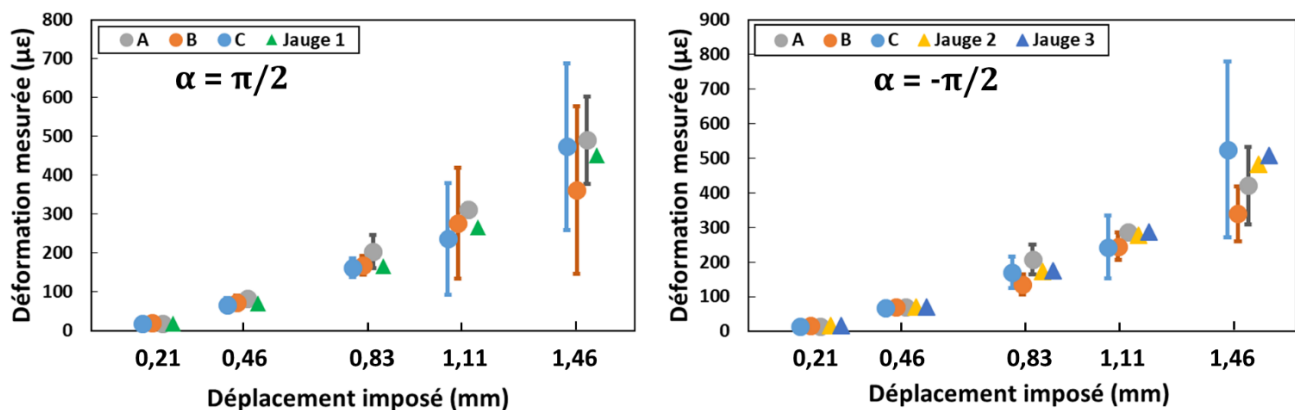 Déformation mesurée (με)
800
700
600
500
400
300
200
100
0
A B C Jauge 1
α = π/2
0,21 0,46 0,83 1,11 1,46
Déplacement imposé (mm)
Déformation mesurée (με)
900
800
700
600
500
400
300
200
100
0
A B C Jauge 2 Jauge 3
α = -π/2
0,21 0,46 0,83 1,11 1,46
Déplacement imposé (mm)